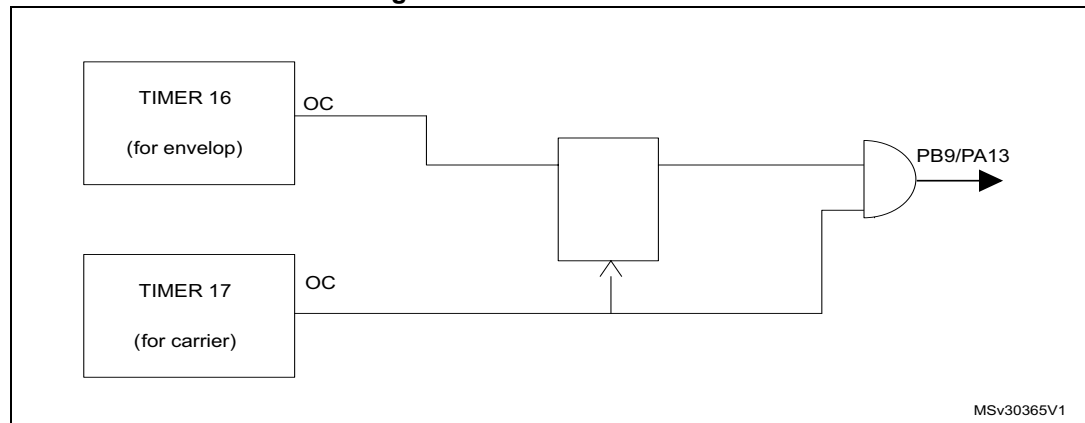 TIMER 16
(for envelop)
OC
PB9/PA13
TIMER 17
(for carrier)
OC
MSv30365V1